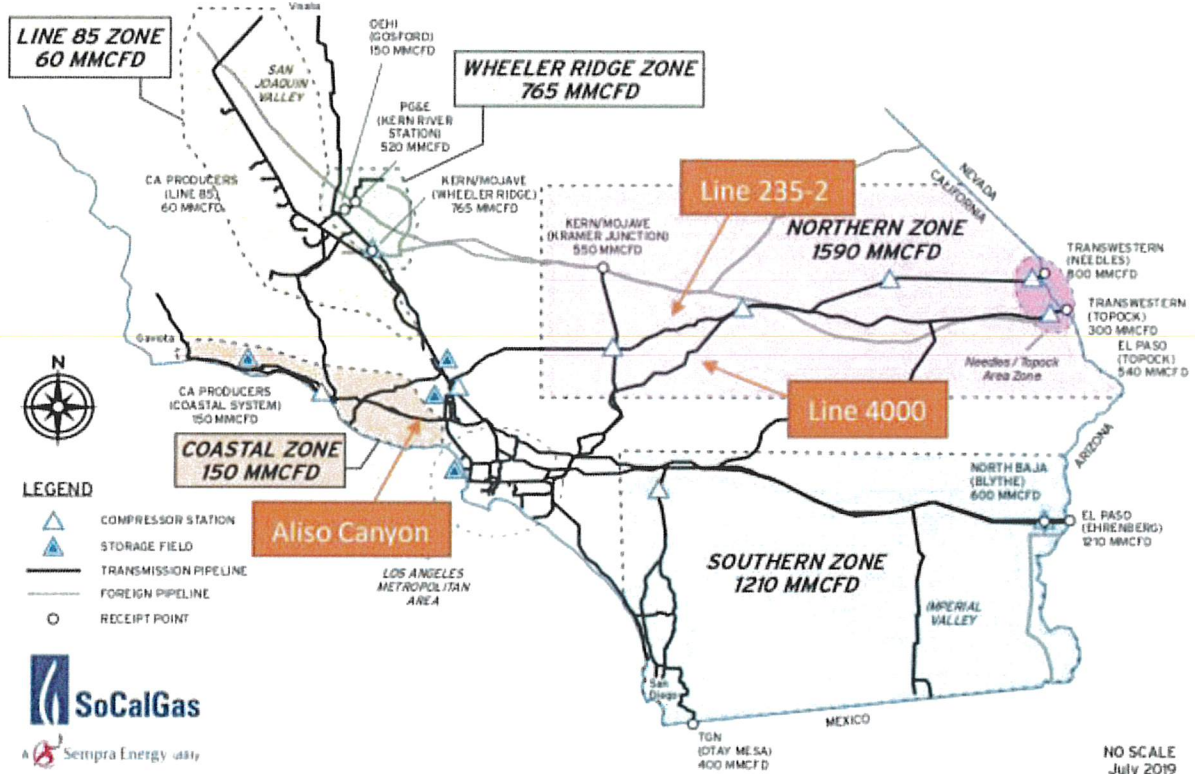 Visalia
LINE 85 ZONE
60 MMCFD
SAN
JOAQUIN
VALLEY
OEHI
(GOSFORD)
150 MMCFD
WHEELER RIDGE ZONE
765 MMCFD
PG&E
(KERN RIVER
STATION)
520 MMCFD
CA PRODUCERS
(LINE 85)
60 MMCFD
KERN/MOJAVE
(WHEELER RIDGE)
765 MMCFD
Line 235-2
NEVADA
CALIFORNIA
KERN/MOJAVE
(KRAMER JUNCTION)
550 MMCFD
NORTHERN ZONE
1590 MMCFD
TRANSWESTERN
(NEEDLES)
800 MMCFD
TRANSWESTERN
(TOPOCK)
300 MMCFD
EL PASO
(TOPOCK)
540 MMCFD
Needles / Topock
Area Zone
Gaviota
N
CA PRODUCERS
(COASTAL SYSTEM)
150 MMCFD
Line 4000
COASTAL ZONE
150 MMCFD
ARIZONA
NORTH BAJA
(BLYTHE)
600 MMCFD
EL PASO
(EHRENBERG)
1210 MMCFD
LEGEND
COMPRESSOR STATION
STORAGE FIELD
TRANSMISSION PIPELINE
FOREIGN PIPELINE
RECEIPT POINT
Aliso Canyon
LOS ANGELES
METROPOLITAN
AREA
SOUTHERN ZONE
1210 MMCFD
IMPERIAL
VALLEY
San
Diego
MEXICO
TGN
(OTAY MESA)
400 MMCFD
SoCalGas
A Sempra Energy utility
NO SCALE
July 2019